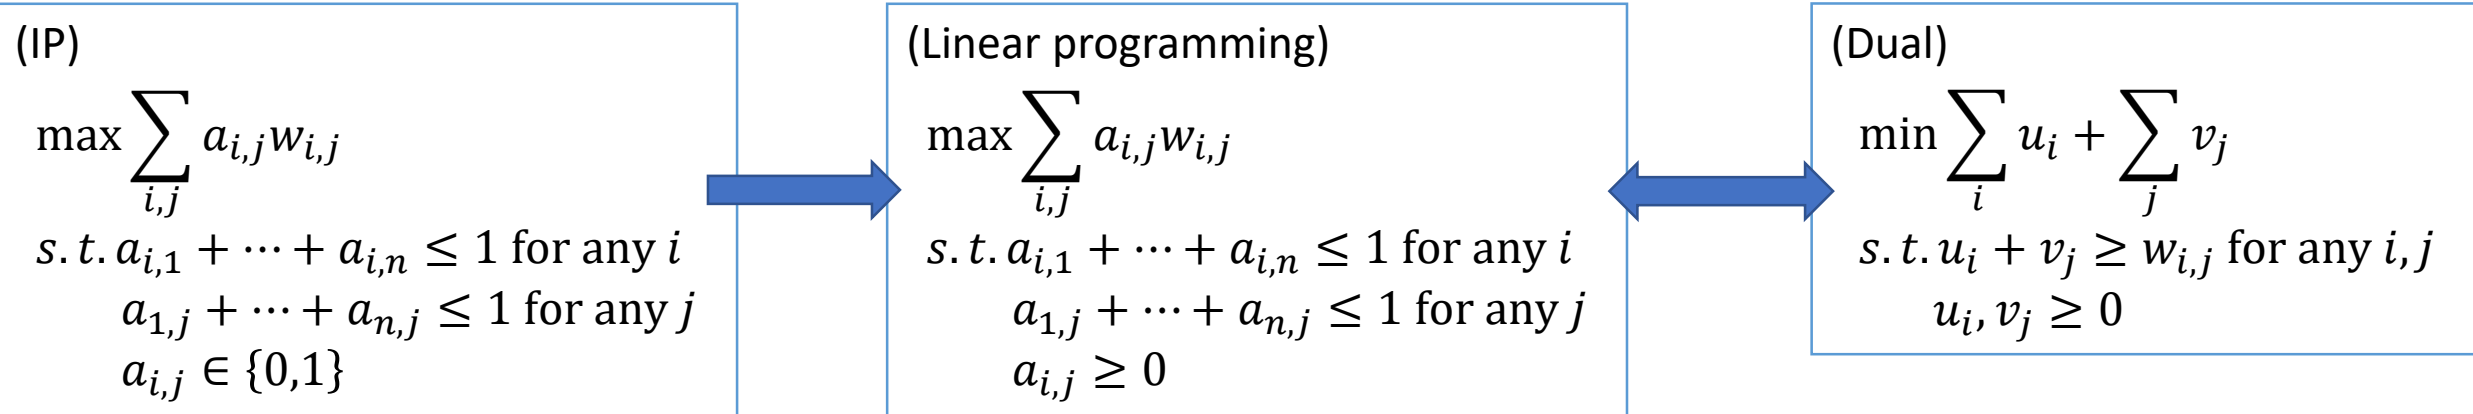 (IP)
max ∑ a_{i,j} w_{i,j}
i,j
s.t. a_{i,1} + ⋯ + a_{i,n} ≤ 1 for any i
a_{1,j} + ⋯ + a_{n,j} ≤ 1 for any j
a_{i,j} ∈ {0,1}
(Linear programming)
max ∑ a_{i,j} w_{i,j}
i,j
s.t. a_{i,1} + ⋯ + a_{i,n} ≤ 1 for any i
a_{1,j} + ⋯ + a_{n,j} ≤ 1 for any j
a_{i,j} ≥ 0
(Dual)
min ∑ u_i + ∑ v_j
i j
s.t. u_i + v_j ≥ w_{i,j} for any i, j
u_i, v_j ≥ 0